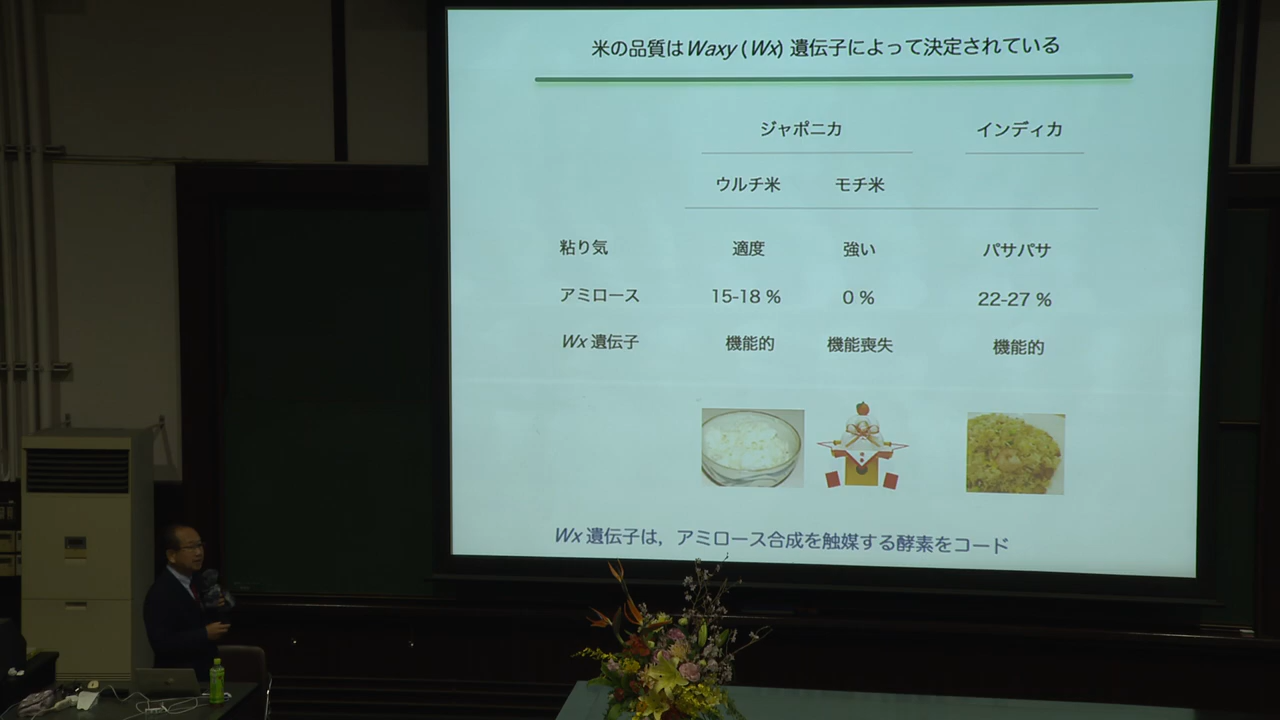 米の品質はWaxy (Wx) 遺伝子によって決定されている
ジャポニカ インディカ
ウルチ米 モチ米
粘り気 適度 強い パサパサ
アミロース 15-18 % 0 % 22-27 %
Wx 遺伝子 機能的 機能喪失 機能的
Wx 遺伝子は，アミロース合成を触媒する酵素をコード